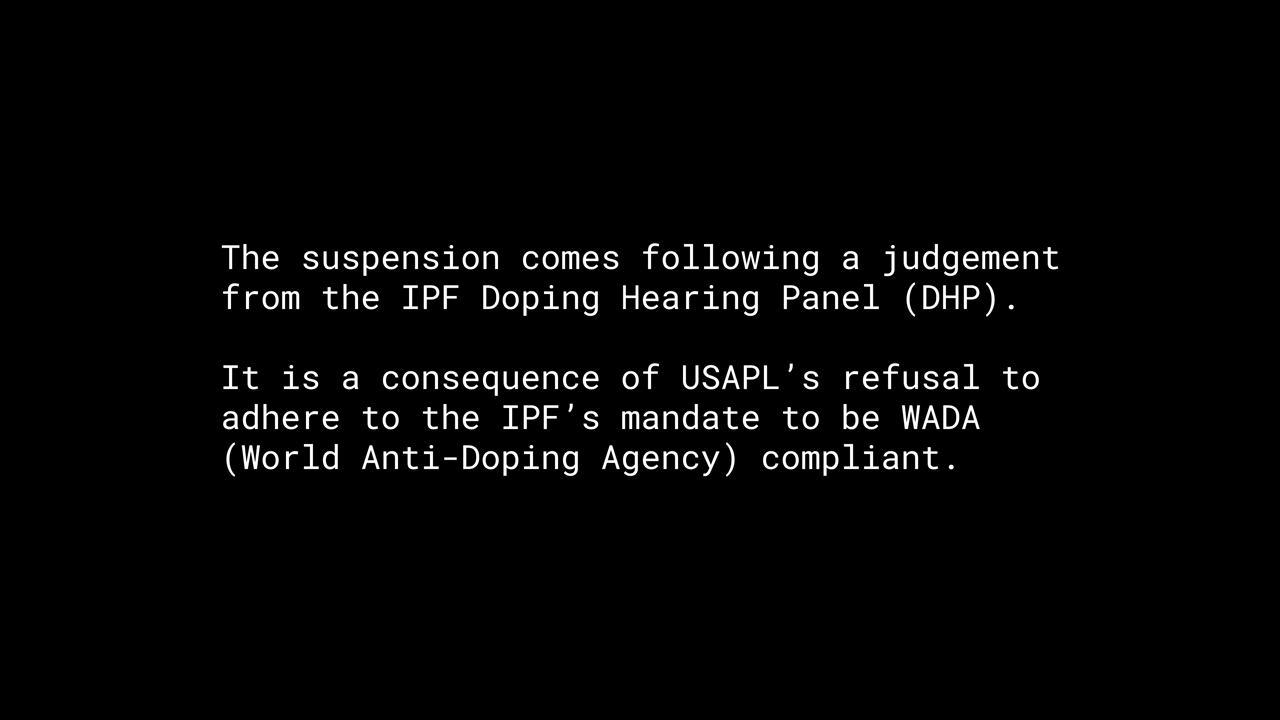 The suspension comes following a judgement
from the IPF Doping Hearing Panel (DHP).
It is a consequence of USAPL’s refusal to
adhere to the IPF’s mandate to be WADA
(World Anti-Doping Agency) compliant.